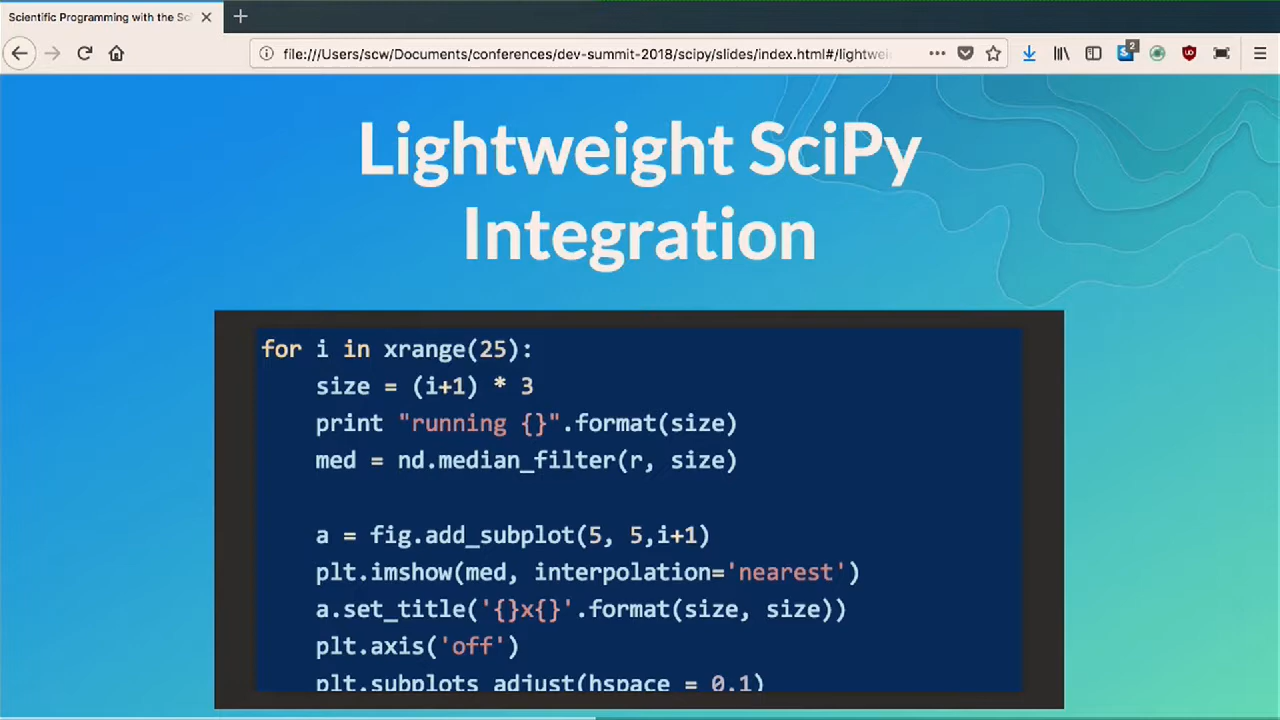 Scientific Programming with the Sc
file:///Users/scw/Documents/conferences/dev-summit-2018/scipy/slides/index.html#/lightwei
2
Lightweight SciPy
Integration
for i in xrange(25):
    size = (i+1) * 3
    print "running {}".format(size)
    med = nd.median_filter(r, size)
    a = fig.add_subplot(5, 5,i+1)
    plt.imshow(med, interpolation='nearest')
    a.set_title('{}x{}'.format(size, size))
    plt.axis('off')
    plt.subplots_adjust(hspace = 0.1)